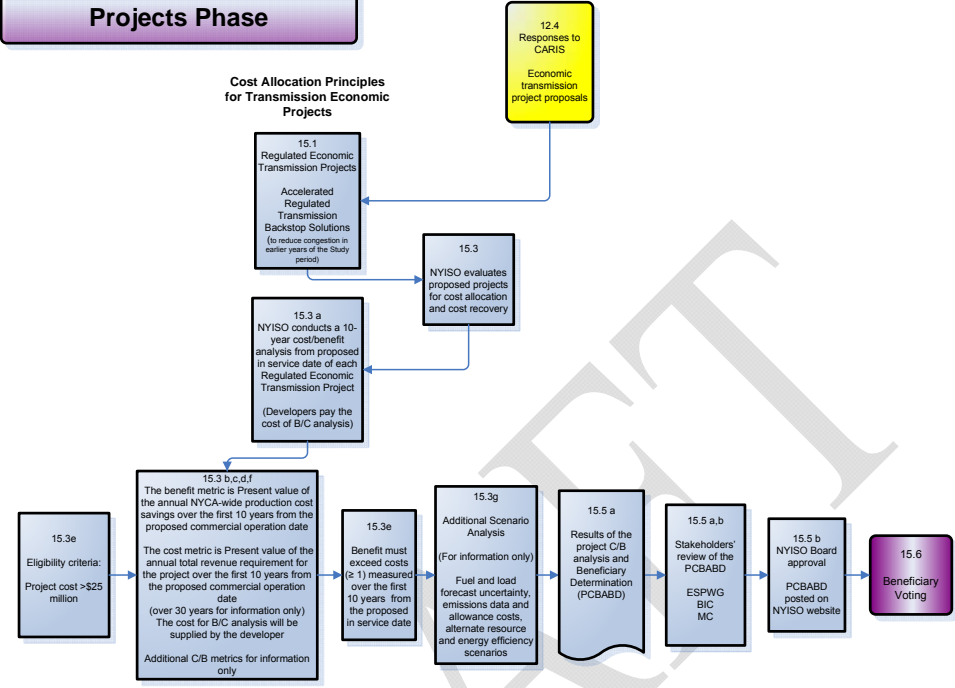 Projects Phase
12.4
Responses to
CARIS
Economic
transmission
project proposals
Cost Allocation Principles
for Transmission Economic
Projects
15.1
Regulated Economic
Transmission Projects
Accelerated
Regulated
Transmission
Backstop Solutions
(to reduce congestion in
earlier years of the Study
period)
15.3
NYISO evaluates
proposed projects
for cost allocation
and cost recovery
15.3 a
NYISO conducts a 10-
year cost/benefit
analysis from proposed
in service date of each
Regulated Economic
Transmission Project
(Developers pay the
cost of B/C analysis)
15.3e
Eligibility criteria:
Project cost >$25
million
15.3 b,c,d,f
The benefit metric is Present value of
the annual NYCA-wide production cost
savings over the first 10 years from the
proposed commercial operation date
The cost metric is Present value of the
annual total revenue requirement for
the project over the first 10 years from
the proposed commercial operation
date
(over 30 years for information only)
The cost for B/C analysis will be
supplied by the developer
Additional C/B metrics for information
only
15.3e
Benefit must
exceed costs
(≥ 1) measured
over the first
10 years from
the proposed
in service date
15.3g
Additional Scenario
Analysis
(For information only)
Fuel and load
forecast uncertainty,
emissions data and
allowance costs,
alternate resource
and energy efficiency
scenarios
15.5 a
Results of the
project C/B
analysis and
Beneficiary
Determination
(PCBABD)
15.5 a,b
Stakeholders'
review of the
PCBABD
ESPWG
BIC
MC
15.5 b
NYISO Board
approval
PCBABD
posted on
NYISO website
15.6
Beneficiary
Voting
AFT